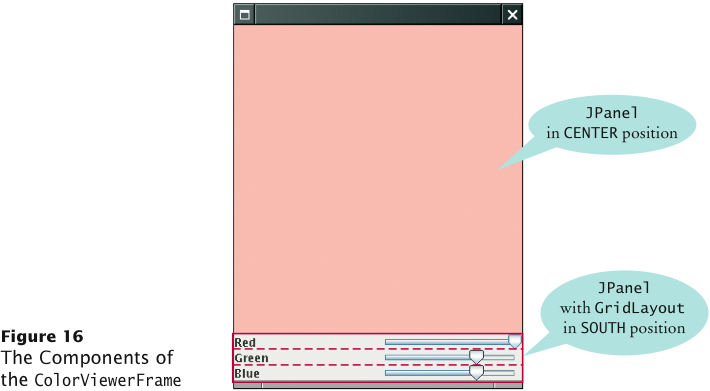 JPanel
in CENTER position
JPanel
with GridLayout
in SOUTH position
Red
Green
Blue
Figure 16
The Components of
the ColorViewerFrame